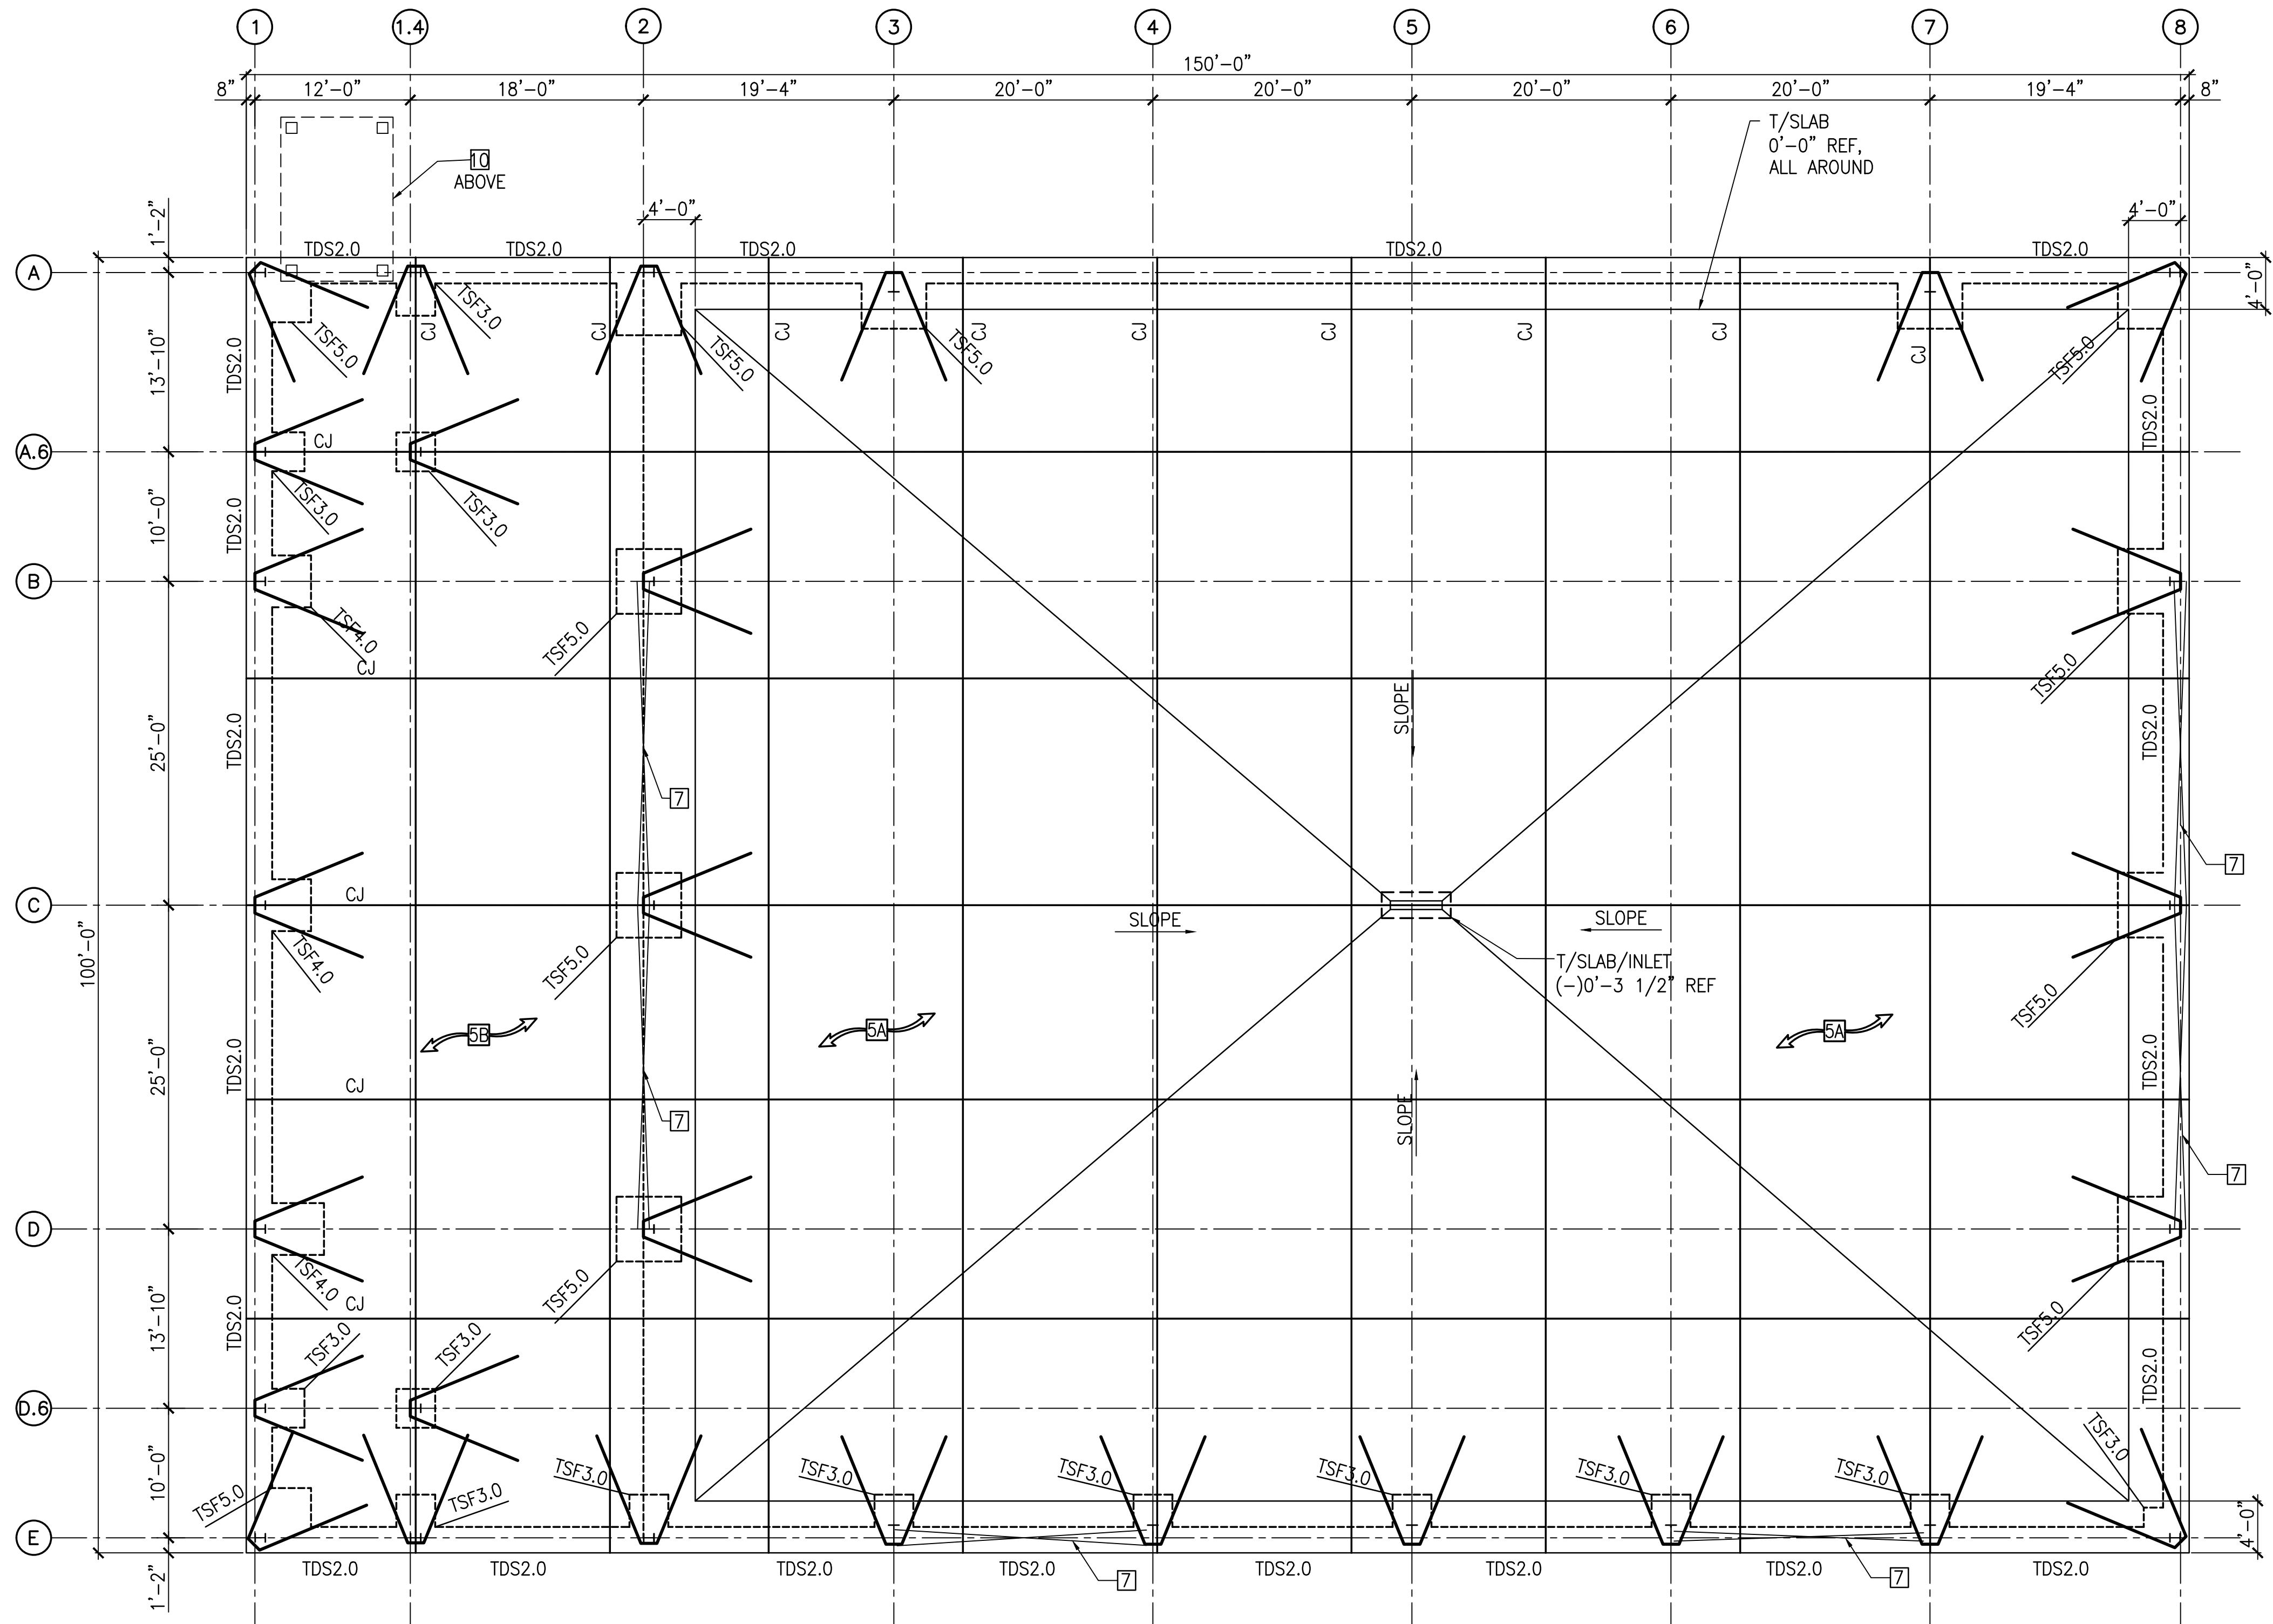 1 1.4 2 3 4 5 6 7 8
150'-0"
8" 12'-0" 18'-0" 19'-4" 20'-0" 20'-0" 20'-0" 20'-0" 19'-4" 8"
T/SLAB
0'-0" REF,
ALL AROUND
10
ABOVE
1'-2"
4'-0"
4'-0"
4'-0"
TDS2.0 TDS2.0 TDS2.0 TDS2.0 TDS2.0
A
TSF5.0
TSF3.0
TSF5.0
TSF5.0
TSF5.0
CJ CJ CJ CJ CJ CJ CJ CJ CJ
13'-10"
TDS2.0
TDS2.0
A.6
CJ
TSF3.0
TSF3.0
10'-0"
TDS2.0
B
TSF4.0
CJ
TSF5.0
TSF5.0
25'-0"
TDS2.0
TDS2.0
SLOPE
7
7
C
CJ
TSF4.0
TSF5.0
SLOPE
SLOPE
T/SLAB/INLET
(-)0'-3 1/2" REF
TSF5.0
100'-0"
25'-0"
TDS2.0
5B
5A
5A
TDS2.0
CJ
7
SLOPE
7
D
TSF4.0
CJ
TSF5.0
TSF5.0
13'-10"
TDS2.0
TSF3.0
TSF3.0
TDS2.0
D.6
10'-0"
TSF5.0
TSF3.0
TSF3.0
TSF3.0
TSF3.0
TSF3.0
TSF3.0
TSF3.0
TSF3.0
4'-0"
E
1'-2"
TDS2.0 TDS2.0 TDS2.0 TDS2.0 TDS2.0 TDS2.0 TDS2.0 TDS2.0
7
7